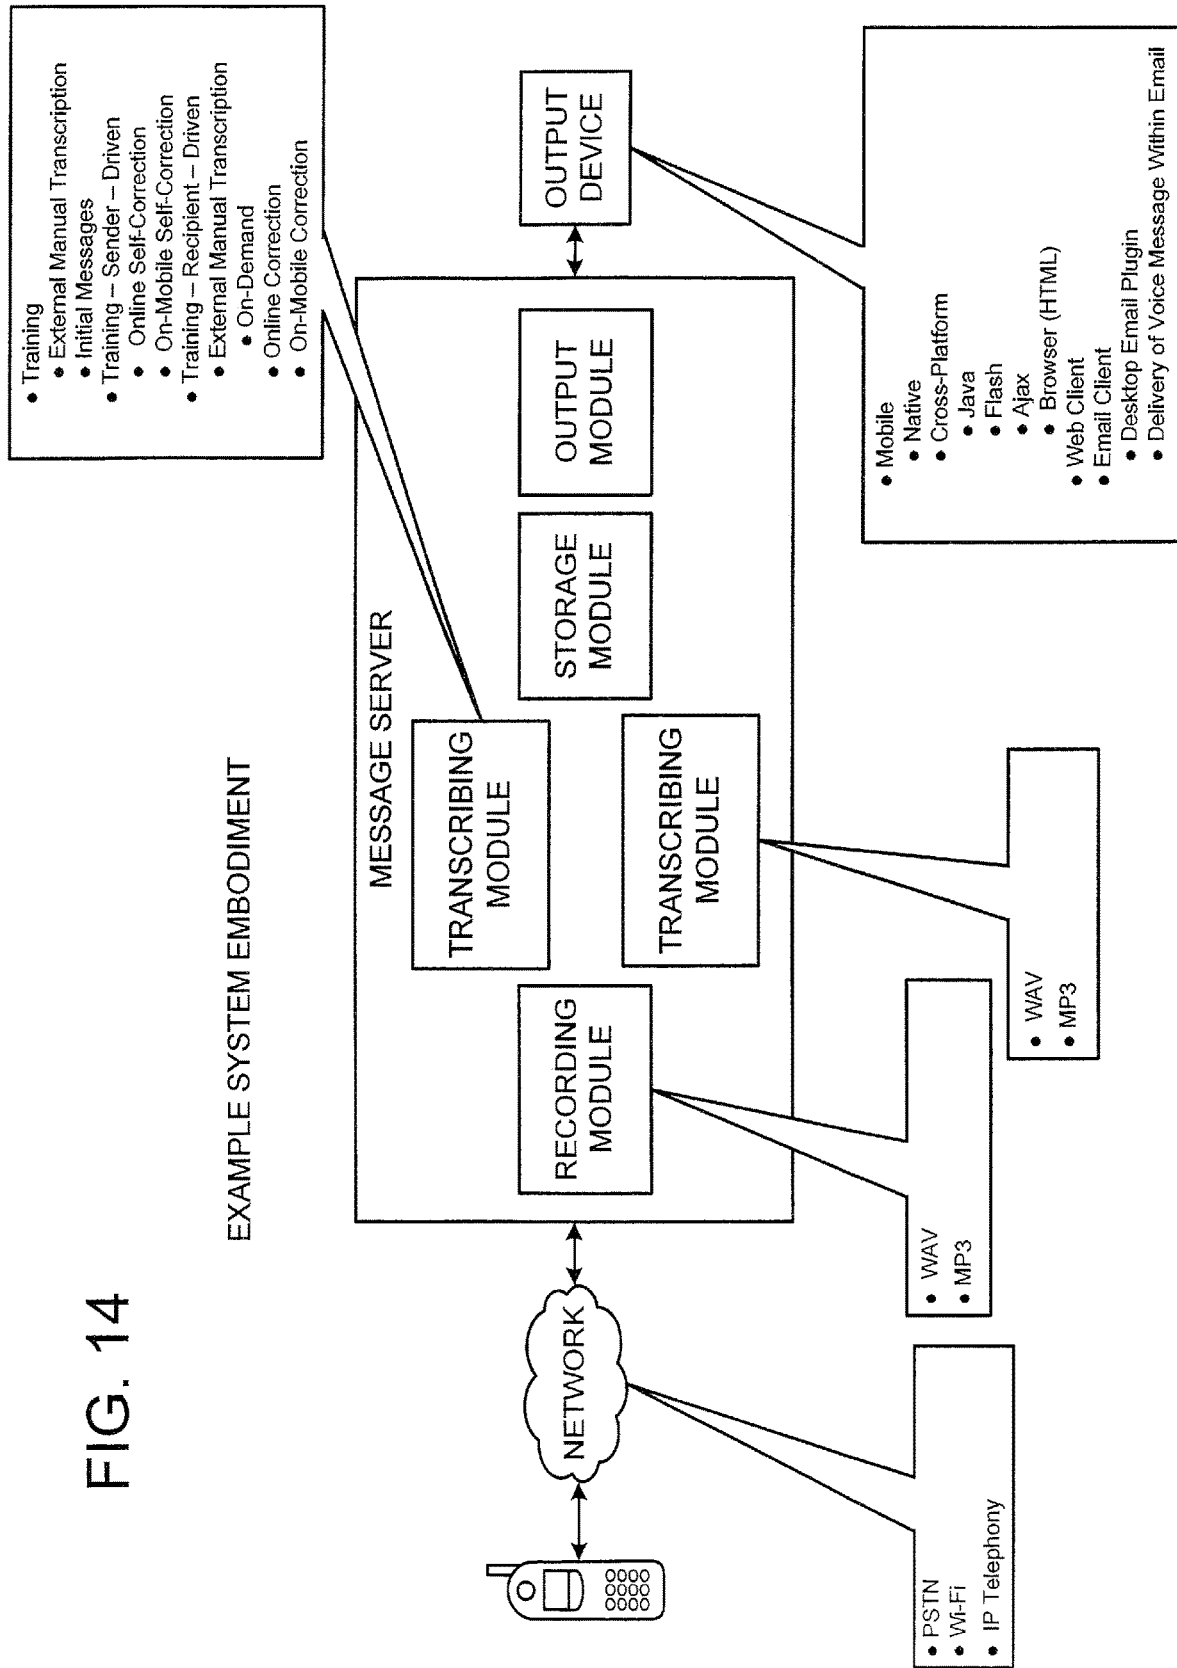 FIG. 14
EXAMPLE SYSTEM EMBODIMENT
MESSAGE SERVER
NETWORK
RECORDING
MODULE
TRANSCRIBING
MODULE
TRANSCRIBING
MODULE
STORAGE
MODULE
OUTPUT
MODULE
OUTPUT
DEVICE
• Training
• External Manual Transcription
• Initial Messages
• Training – Sender – Driven
• Online Self-Correction
• On-Mobile Self-Correction
• Training – Recipient – Driven
• External Manual Transcription
• On-Demand
• Online Correction
• On-Mobile Correction
• PSTN
• Wi-Fi
• IP Telephony
• WAV
• MP3
• WAV
• MP3
• Mobile
• Native
• Cross-Platform
• Java
• Flash
• Ajax
• Browser (HTML)
• Web Client
• Email Client
• Desktop Email Plugin
• Delivery of Voice Message Within Email